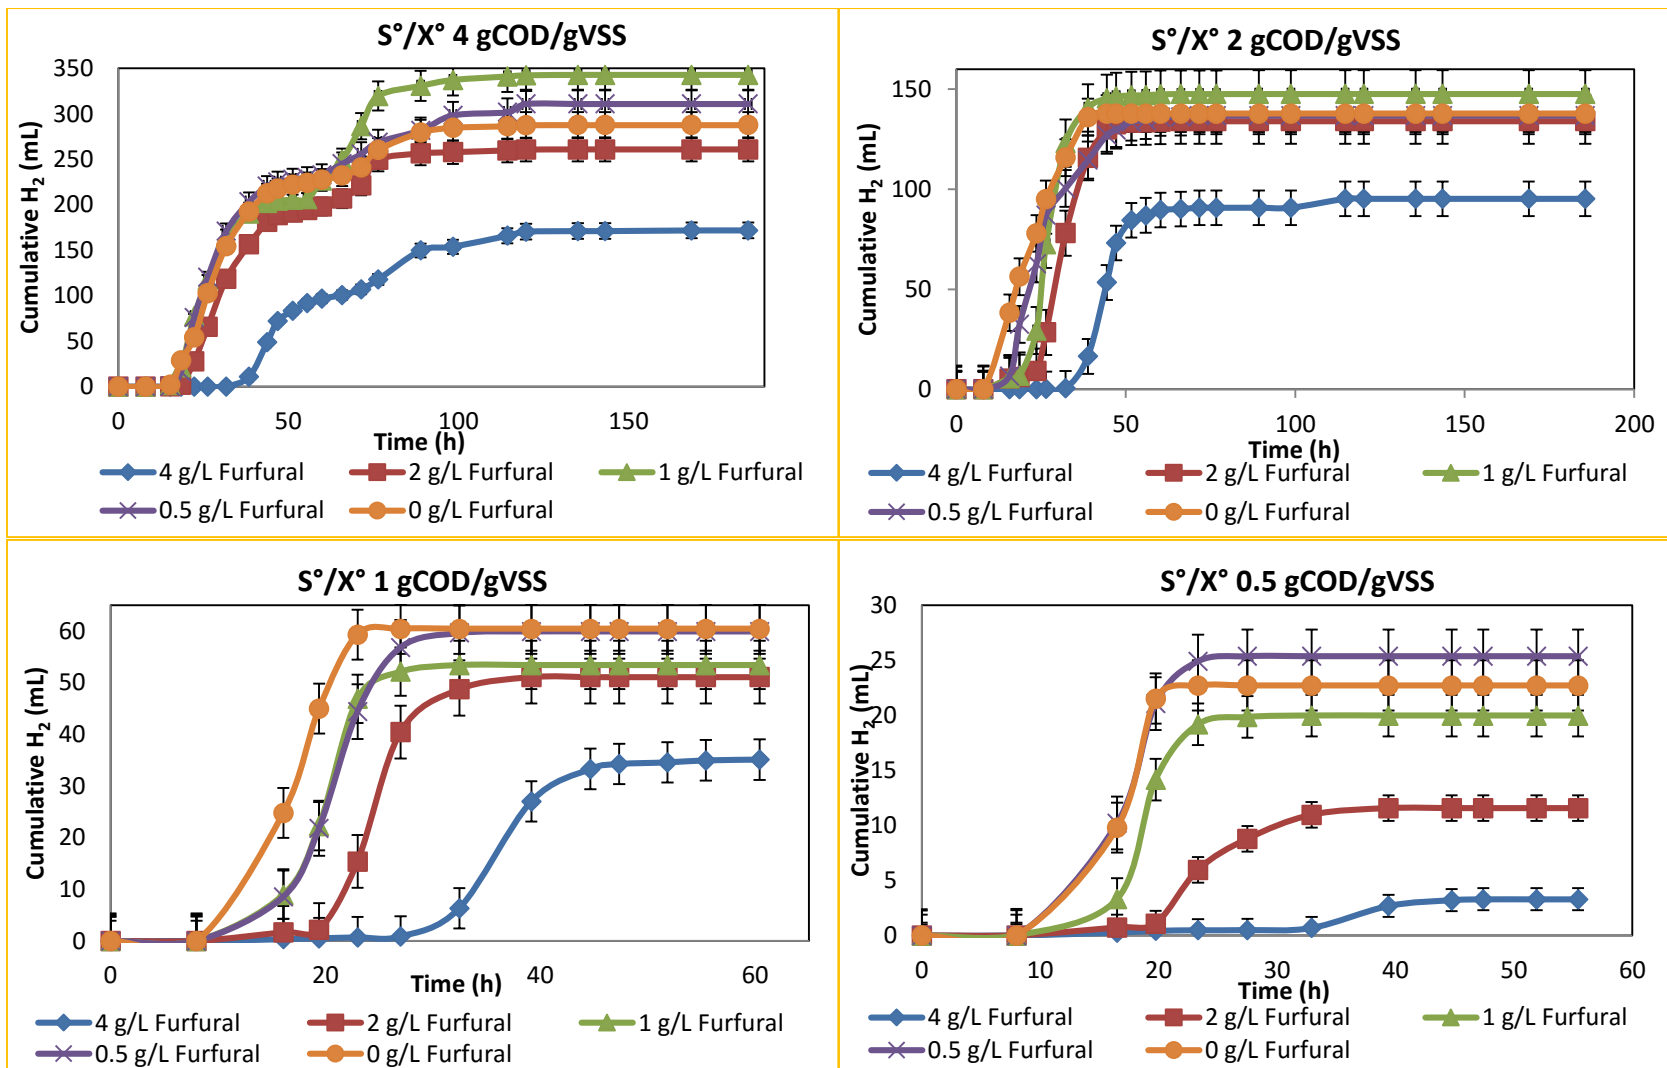 S°/X° 4 gCOD/gVSS
Cumulative H₂ (mL)
350
300
250
200
150
100
50
0
0 50 100 150
Time (h)
4 g/L Furfural 2 g/L Furfural 1 g/L Furfural
0.5 g/L Furfural 0 g/L Furfural
S°/X° 2 gCOD/gVSS
Cumulative H₂ (mL)
150
100
50
0
0 50 100 150 200
Time (h)
4 g/L Furfural 2 g/L Furfural 1 g/L Furfural
0.5 g/L Furfural 0 g/L Furfural
S°/X° 1 gCOD/gVSS
Cumulative H₂ (mL)
60
50
40
30
20
10
0
0 20 40 60
Time (h)
4 g/L Furfural 2 g/L Furfural 1 g/L Furfural
0.5 g/L Furfural 0 g/L Furfural
S°/X° 0.5 gCOD/gVSS
Cumulative H₂ (mL)
30
25
20
15
10
5
0
0 10 20 30 40 50 60
Time (h)
4 g/L Furfural 2 g/L Furfural 1 g/L Furfural
0.5 g/L Furfural 0 g/L Furfural